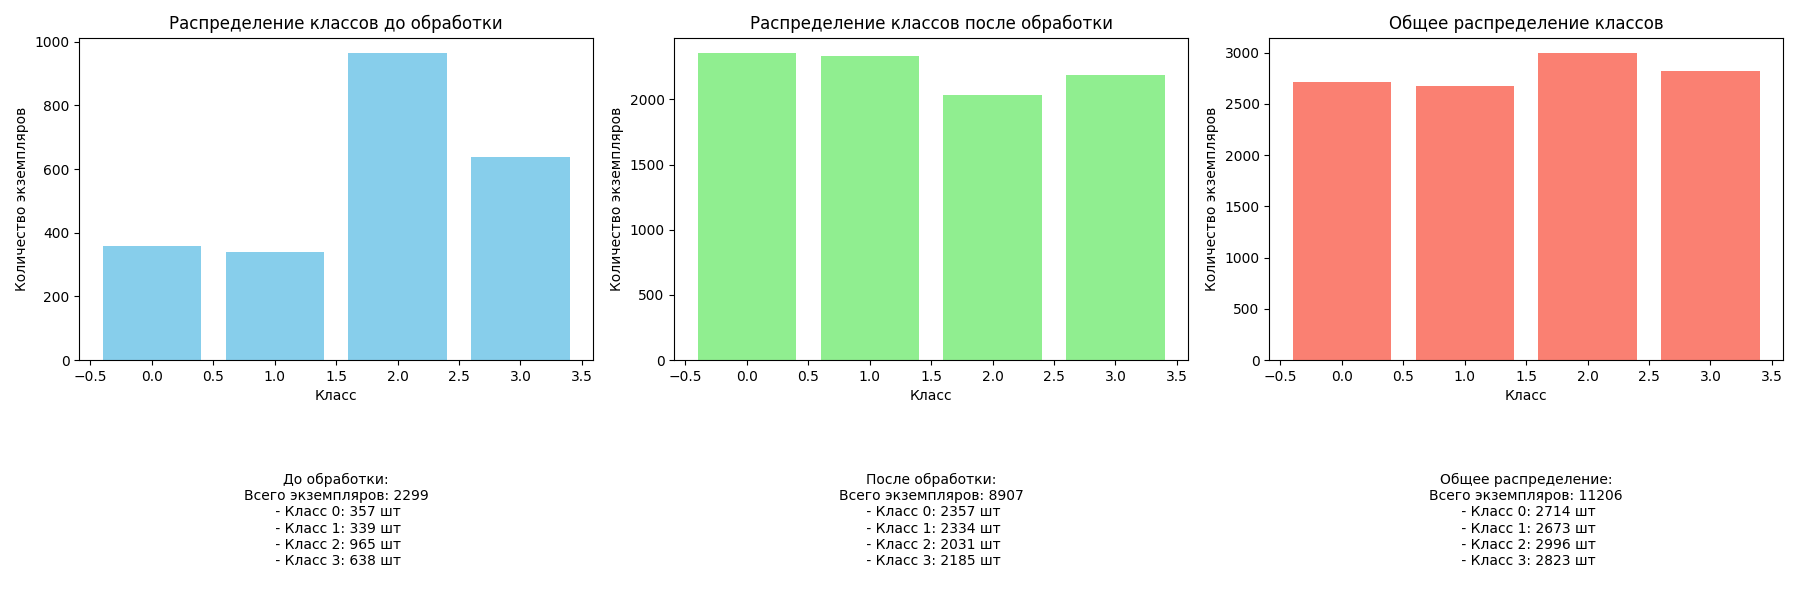 Распределение классов до обработки
Количество экземпляров
1000
800
600
400
200
0
−0.5 0.0 0.5 1.0 1.5 2.0 2.5 3.0 3.5
Класс
До обработки:
Всего экземпляров: 2299
- Класс 0: 357 шт
- Класс 1: 339 шт
- Класс 2: 965 шт
- Класс 3: 638 шт
Распределение классов после обработки
Количество экземпляров
2000
1500
1000
500
0
−0.5 0.0 0.5 1.0 1.5 2.0 2.5 3.0 3.5
Класс
После обработки:
Всего экземпляров: 8907
- Класс 0: 2357 шт
- Класс 1: 2334 шт
- Класс 2: 2031 шт
- Класс 3: 2185 шт
Общее распределение классов
Количество экземпляров
3000
2500
2000
1500
1000
500
0
−0.5 0.0 0.5 1.0 1.5 2.0 2.5 3.0 3.5
Класс
Общее распределение:
Всего экземпляров: 11206
- Класс 0: 2714 шт
- Класс 1: 2673 шт
- Класс 2: 2996 шт
- Класс 3: 2823 шт